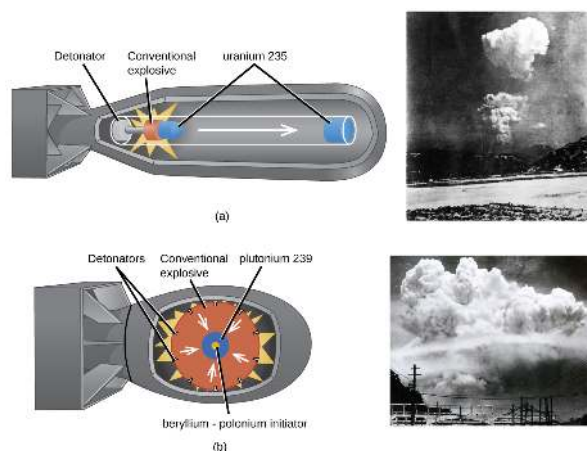 Detonator
Conventional
explosive
uranium 235
(a)
Detonators
Conventional
explosive
plutonium 239
beryllium - polonium initiator
(b)